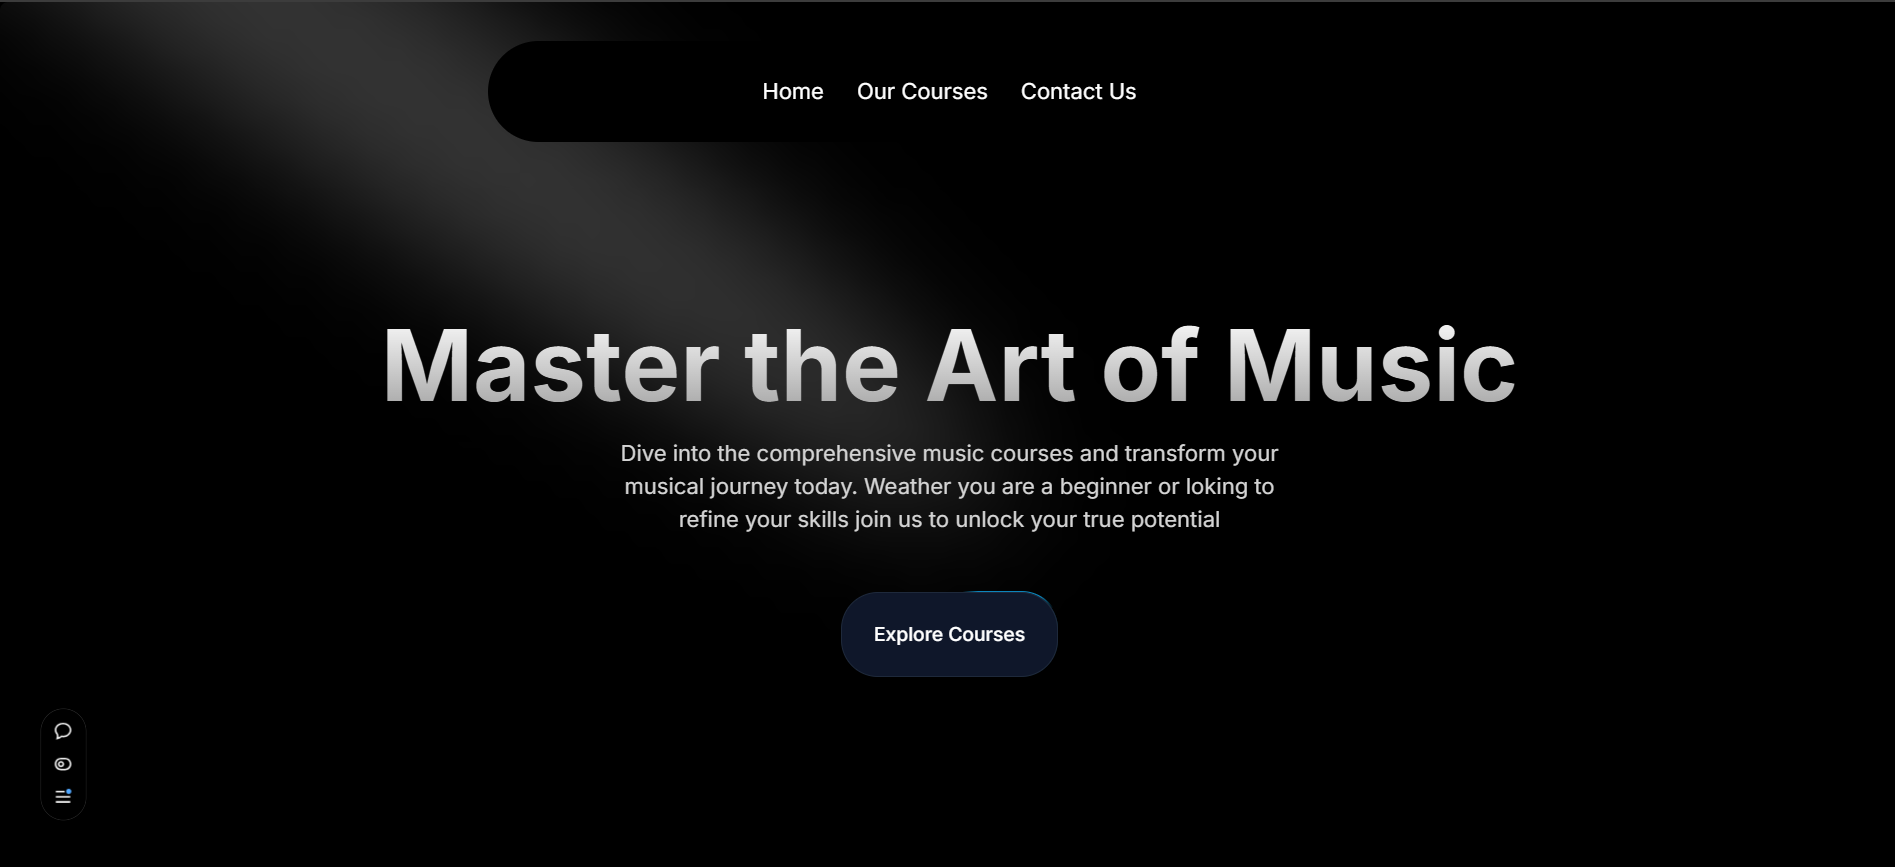 Home Our Courses Contact Us
Master the Art of Music
Dive into the comprehensive music courses and transform your
musical journey today. Weather you are a beginner or loking to
refine your skills join us to unlock your true potential
Explore Courses